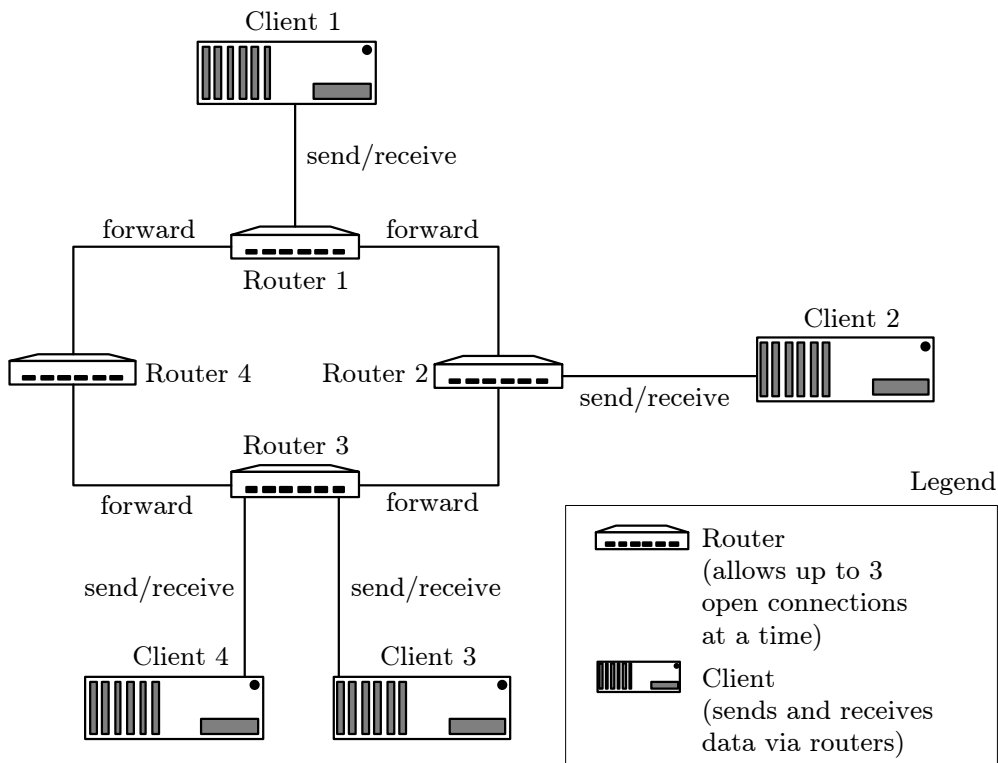 Client 1
send/receive
forward
forward
Router 1
Client 2
Router 4
Router 2
send/receive
Router 3
forward
forward
Legend
Router
(allows up to 3
open connections
at a time)
send/receive
send/receive
Client 4
Client 3
Client
(sends and receives
data via routers)